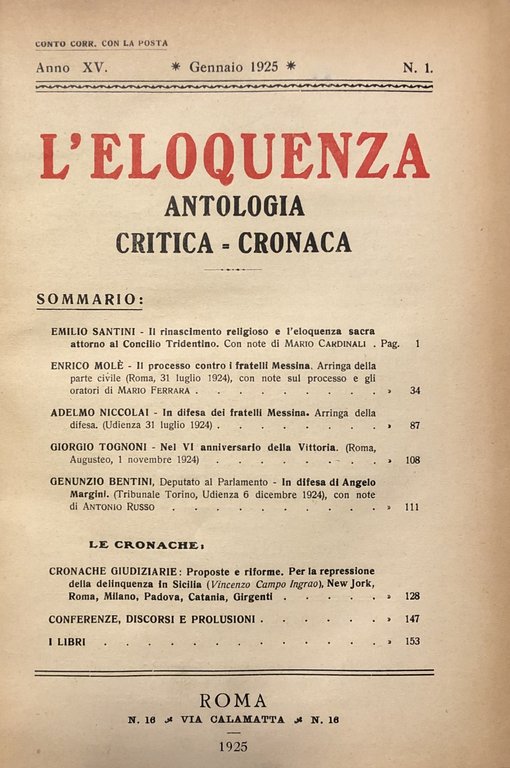 CONTO CORR. CON LA POSTA
Anno XV. * Gennaio 1925 * N. 1.
L'ELOQUENZA
ANTOLOGIA
CRITICA = CRONACA
SOMMARIO:
EMILIO SANTINI - Il rinascimento religioso e l'eloquenza sacra
attorno al Concilio Tridentino. Con note di MARIO CARDINALI . Pag. 1
ENRICO MOLÈ - Il processo contro i fratelli Messina. Arringa della
parte civile (Roma, 31 luglio 1924), con note sul processo e gli
oratori di MARIO FERRARA . . . . . . . . » 34
ADELMO NICCOLAI - In difesa dei fratelli Messina. Arringa della
difesa. (Udienza 31 luglio 1924) . . . . . . . » 87
GIORGIO TOGNONI - Nel VI anniversario della Vittoria. (Roma,
Augusteo, 1 novembre 1924) . . . . . . . » 108
GENUNZIO BENTINI, Deputato al Parlamento - In difesa di Angelo
Margini. (Tribunale Torino, Udienza 6 dicembre 1924), con note
di ANTONIO RUSSO . . . . . . . . . » 111
LE CRONACHE:
CRONACHE GIUDIZIARIE: Proposte e riforme. Per la repressione
della delinquenza in Sicilia (Vincenzo Campo Ingrao), New Jork,
Roma, Milano, Padova, Catania, Girgenti . . . . . » 128
CONFERENZE, DISCORSI E PROLUSIONI . . . . . . » 147
I LIBRI . . . . . . . . . . . . » 153
ROMA
N. 16 VIA CALAMATTA N. 16
1925